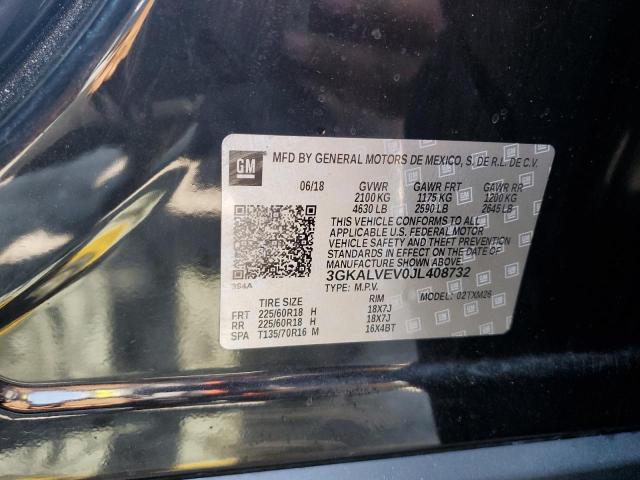 GM
MFD BY GENERAL MOTORS DE MEXICO, S. DE R.L. DE C.V.
06/18 GVWR GAWR FRT GAWR RR
2100 KG 1175 KG 1200 KG
4630 LB 2590 LB 2645 LB
THIS VEHICLE CONFORMS TO ALL
APPLICABLE U.S. FEDERAL MOTOR
VEHICLE SAFETY AND THEFT PREVENTION
STANDARDS IN EFFECT ON THE DATE OF
MANUFACTURE SHOWN ABOVE.
3GKALVEV0JL408732
394A
TYPE: M.P.V. MODEL: 02TXM26
TIRE SIZE RIM
FRT 225/60R18 H 18X7J
RR 225/60R18 H 18X7J
SPA T135/70R16 M 16X4BT